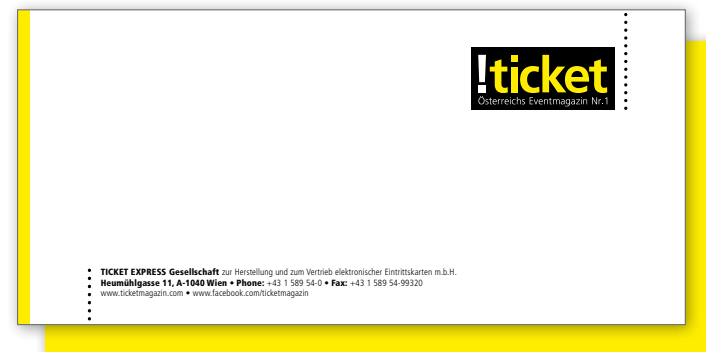 !ticket
Österreichs Eventmagazin Nr.1
TICKET EXPRESS Gesellschaft zur Herstellung und zum Vertrieb elektronischer Eintrittskarten m.b.H.
Heumühlgasse 11, A-1040 Wien • Phone: +43 1 589 54-0 • Fax: +43 1 589 54-99320
www.ticketmagazin.com • www.facebook.com/ticketmagazin